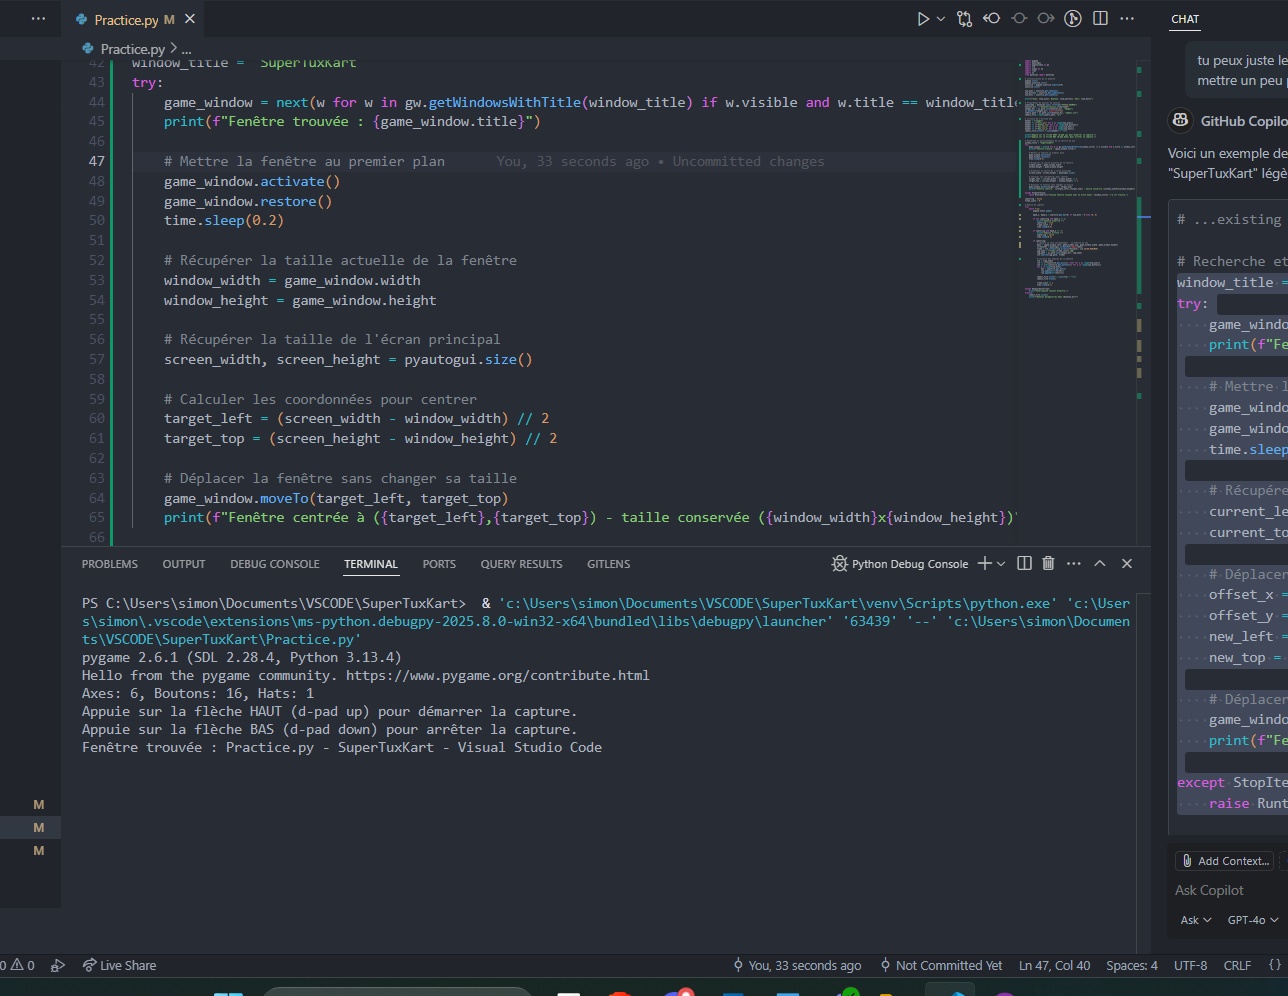 Practice.py M
Practice.py > ...
42 window_title = "SuperTuxKart
43 try:
44 game_window = next(w for w in gw.getWindowsWithTitle(window_title) if w.visible and w.title == window_titl
45 print(f"Fenêtre trouvée : {game_window.title}")
46
47 # Mettre la fenêtre au premier plan You, 33 seconds ago • Uncommitted changes
48 game_window.activate()
49 game_window.restore()
50 time.sleep(0.2)
51
52 # Récupérer la taille actuelle de la fenêtre
53 window_width = game_window.width
54 window_height = game_window.height
55
56 # Récupérer la taille de l'écran principal
57 screen_width, screen_height = pyautogui.size()
58
59 # Calculer les coordonnées pour centrer
60 target_left = (screen_width - window_width) // 2
61 target_top = (screen_height - window_height) // 2
62
63 # Déplacer la fenêtre sans changer sa taille
64 game_window.moveTo(target_left, target_top)
65 print(f"Fenêtre centrée à ({target_left},{target_top}) - taille conservée ({window_width}x{window_height})"
66
PROBLEMS OUTPUT DEBUG CONSOLE TERMINAL PORTS QUERY RESULTS GITLENS
Python Debug Console
PS C:\Users\simon\Documents\VSCODE\SuperTuxKart> & 'c:\Users\simon\Documents\VSCODE\SuperTuxKart\venv\Scripts\python.exe' 'c:\User
s\simon\.vscode\extensions\ms-python.debugpy-2025.8.0-win32-x64\bundled\libs\debugpy\launcher' '63439' '--' 'c:\Users\simon\Documen
ts\VSCODE\SuperTuxKart\Practice.py'
pygame 2.6.1 (SDL 2.28.4, Python 3.13.4)
Hello from the pygame community. https://www.pygame.org/contribute.html
Axes: 6, Boutons: 16, Hats: 1
Appuie sur la flèche HAUT (d-pad up) pour démarrer la capture.
Appuie sur la flèche BAS (d-pad down) pour arrêter la capture.
Fenêtre trouvée : Practice.py - SuperTuxKart - Visual Studio Code
M
M
M
CHAT
tu peux juste le
mettre un peu
GitHub Copilo
Voici un exemple de
"SuperTuxKart" légè
# ...existing
# Recherche et
window_title =
try:
game_windo
print(f"Fe
# Mettre l
game_windo
game_windo
time.sleep
# Récupére
current_le
current_to
# Déplacer
offset_x =
offset_y =
new_left =
new_top =
# Déplacer
game_windo
print(f"Fe
except StopIte
raise Runt
Add Context...
Ask Copilot
Ask GPT-4o
0 0 Live Share You, 33 seconds ago Not Committed Yet Ln 47, Col 40 Spaces: 4 UTF-8 CRLF {}